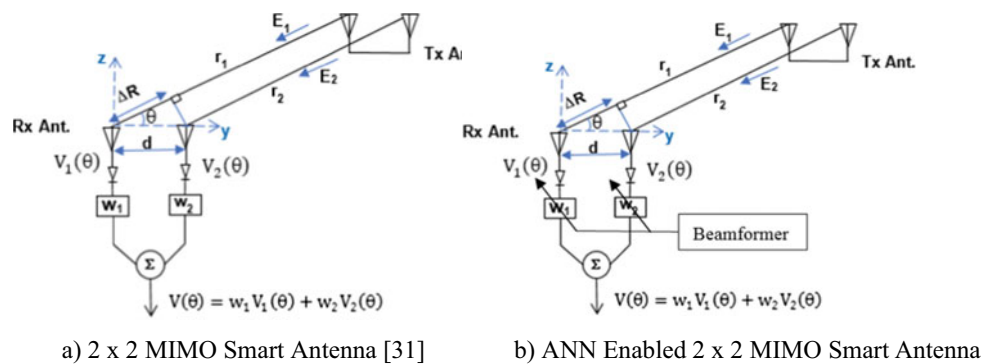 E₁
r₁
E₂
r₂
Tx Ant.
z
ΔR
θ
Rx Ant.
y
d
V₁(θ)
V₂(θ)
w₁
w₂
Σ
V(θ) = w₁V₁(θ) + w₂V₂(θ)
a) 2 x 2 MIMO Smart Antenna [31]
E₁
r₁
E₂
r₂
Tx Ant.
z
ΔR
θ
Rx Ant.
y
d
V₁(θ)
V₂(θ)
w₁
w₂
Beamformer
Σ
V(θ) = w₁V₁(θ) + w₂V₂(θ)
b) ANN Enabled 2 x 2 MIMO Smart Antenna